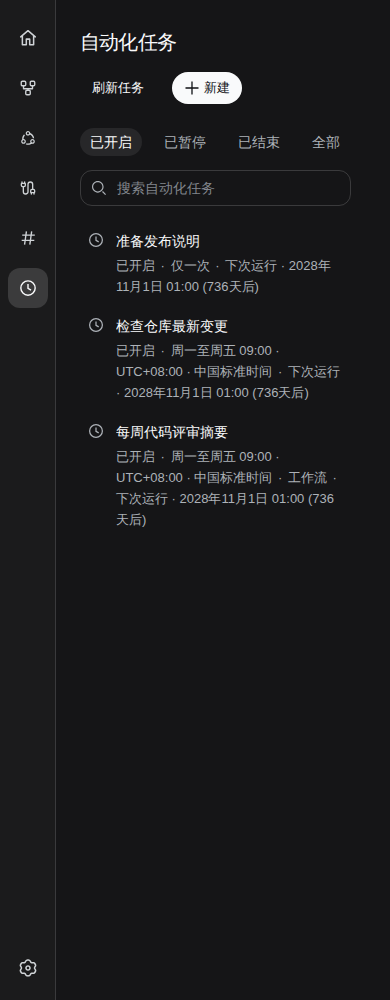 自动化任务
刷新任务
新建
已开启
已暂停
已结束
全部
搜索自动化任务
准备发布说明
已开启 · 仅一次 · 下次运行 · 2028年
11月1日 01:00 (736天后)
检查仓库最新变更
已开启 · 周一至周五 09:00 ·
UTC+08:00 · 中国标准时间 · 下次运行
· 2028年11月1日 01:00 (736天后)
每周代码评审摘要
已开启 · 周一至周五 09:00 ·
UTC+08:00 · 中国标准时间 · 工作流 ·
下次运行 · 2028年11月1日 01:00 (736
天后)